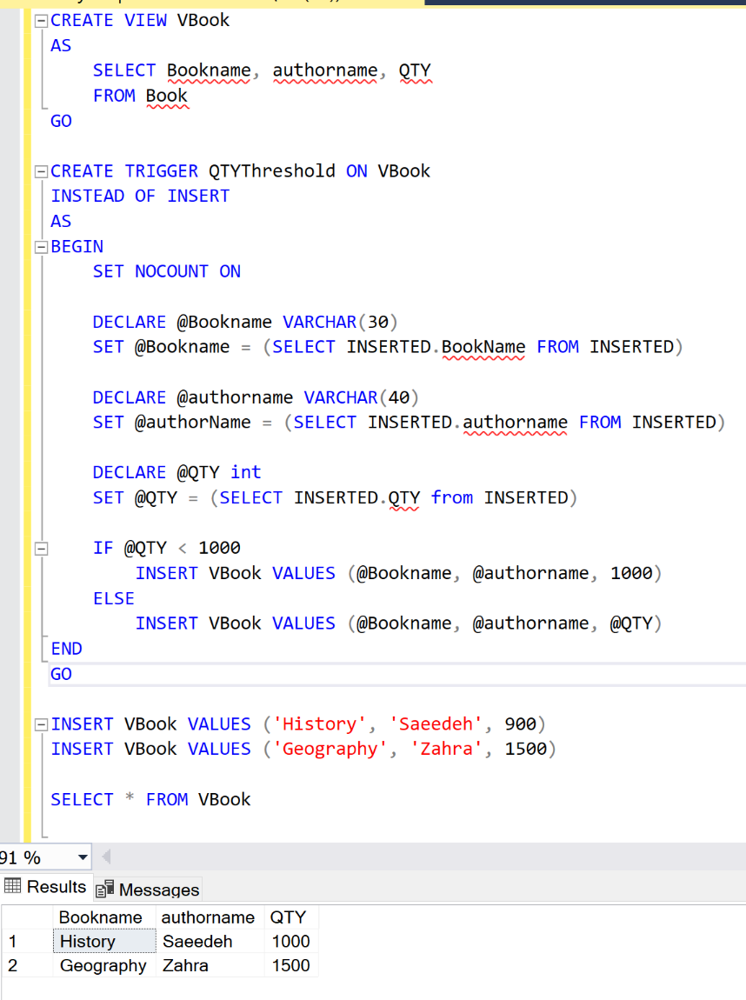 CREATE VIEW VBook
AS
SELECT Bookname, authorname, QTY
FROM Book
GO
CREATE TRIGGER QTYThreshold ON VBook
INSTEAD OF INSERT
AS
BEGIN
SET NOCOUNT ON
DECLARE @Bookname VARCHAR(30)
SET @Bookname = (SELECT INSERTED.BookName FROM INSERTED)
DECLARE @authorname VARCHAR(40)
SET @authorName = (SELECT INSERTED.authorname FROM INSERTED)
DECLARE @QTY int
SET @QTY = (SELECT INSERTED.QTY from INSERTED)
IF @QTY < 1000
INSERT VBook VALUES (@Bookname, @authorname, 1000)
ELSE
INSERT VBook VALUES (@Bookname, @authorname, @QTY)
END
GO
INSERT VBook VALUES ('History', 'Saeedeh', 900)
INSERT VBook VALUES ('Geography', 'Zahra', 1500)
SELECT * FROM VBook
91 %
Results Messages
Bookname authorname QTY
1 History Saeedeh 1000
2 Geography Zahra 1500